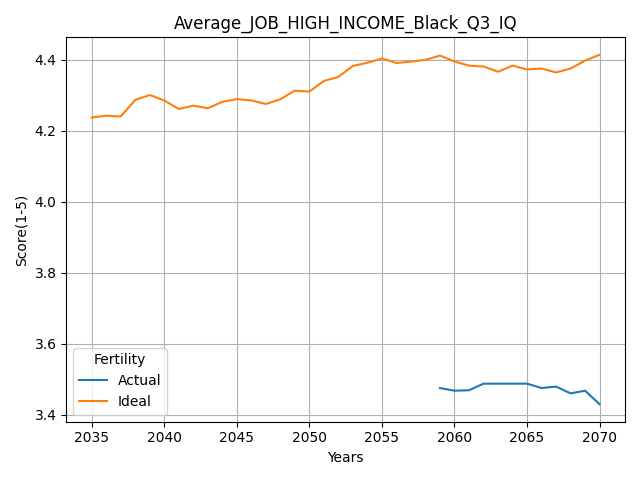 Average_JOB_HIGH_INCOME_Black_Q3_IQ
4.4
4.2
4.0
3.8
3.6
3.4
Score(1-5)
Fertility
Actual
Ideal
2035 2040 2045 2050 2055 2060 2065 2070
Years